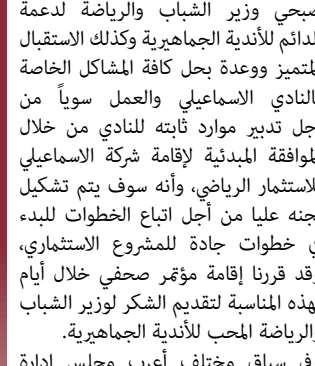 صبحي وزير الشباب والرياضة لدعمة
الدائم للأندية الجماهيرية وكذلك الاستقبال
المتميز ووعدة بحل كافة المشاكل الخاصة
بالنادي الاسماعيلي والعمل سوياً من
أجل تدبير موارد ثابته للنادي من خلال
الموافقة المبدئية لإقامة شركة الاسماعيلي
للاستثمار الرياضي، وأنه سوف يتم تشكيل
لجنه عليا من أجل اتباع الخطوات للبدء
في خطوات جادة للمشروع الاستثماري،
وقد قررنا إقامة مؤتمر صحفي خلال أيام
بهذه المناسبة لتقديم الشكر لوزير الشباب
والرياضة المحب للأندية الجماهيرية.
وفي سياق مختلف أعرب مجلس إدارة